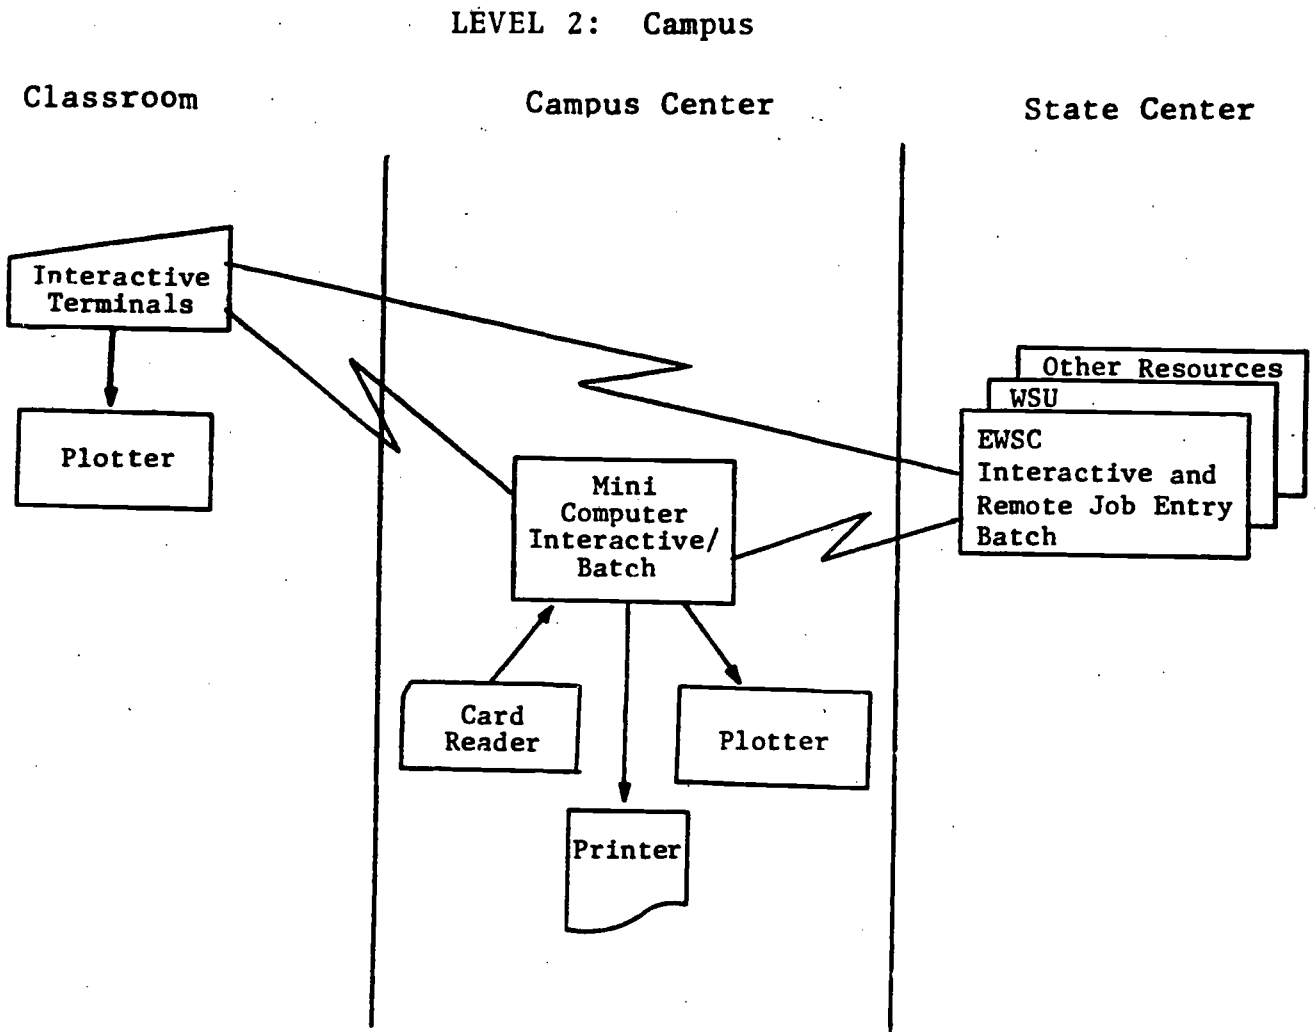 LEVEL 2: Campus
Classroom
Campus Center
State Center
Interactive
Terminals
Plotter
Mini
Computer
Interactive/
Batch
Card
Reader
Printer
Plotter
Other Resources
WSU
EWSC
Interactive and
Remote Job Entry
Batch